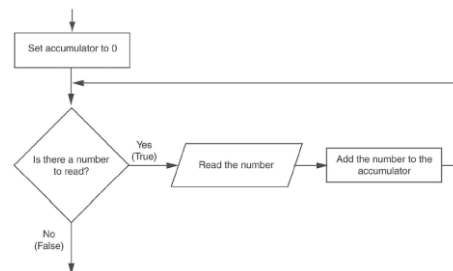 Set accumulator to 0
Is there a number
to read?
Yes
(True)
Read the number
Add the number to the
accumulator
No
(False)